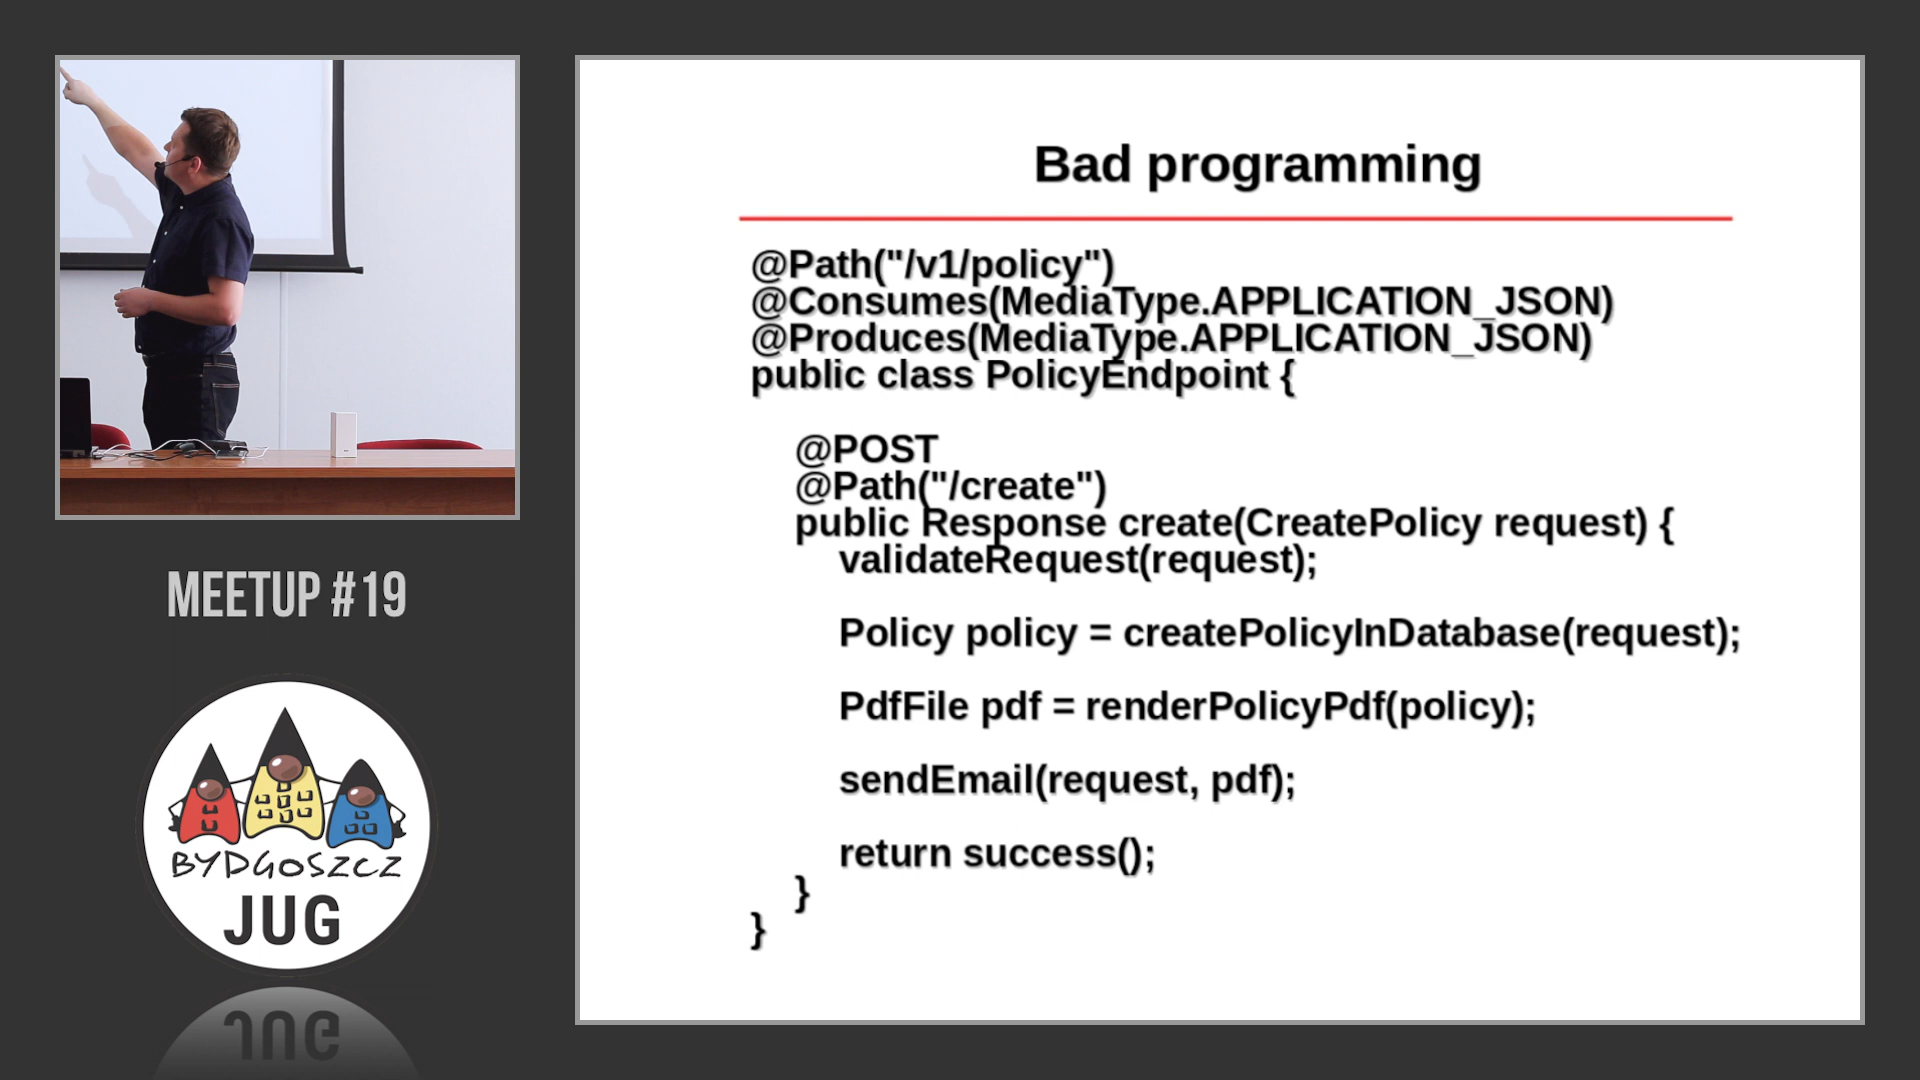 MEETUP #19
BYDGOSZCZ
JUG
Bad programming
@Path("/v1/policy")
@Consumes(MediaType.APPLICATION_JSON)
@Produces(MediaType.APPLICATION_JSON)
public class PolicyEndpoint {
@POST
@Path("/create")
public Response create(CreatePolicy request) {
validateRequest(request);
Policy policy = createPolicyInDatabase(request);
PdfFile pdf = renderPolicyPdf(policy);
sendEmail(request, pdf);
return success();
}
}